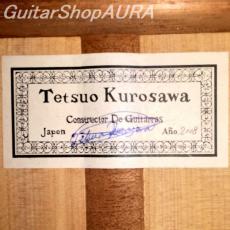 GuitarShopAURA
Tetsuo Kurosawa
Constructor De Guitarras
Japon Año 2008